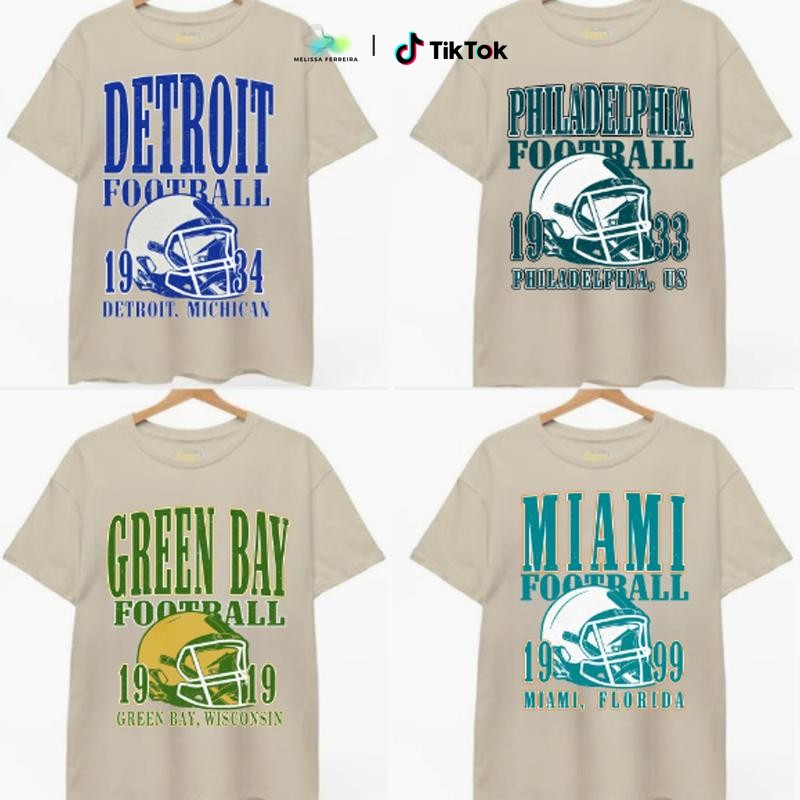 MELISSA FERREIRA | TikTok
DETROIT
FOOTBALL
19 34
DETROIT, MICHICAN
PHILADELPHIA
FOOTBALL
19 33
PHILADELPHIA, US
GREEN BAY
FOOTBALL
19 19
GREEN BAY, WISCONSIN
MIAMI
FOOTBALL
19 99
MIAMI, FLORIDA